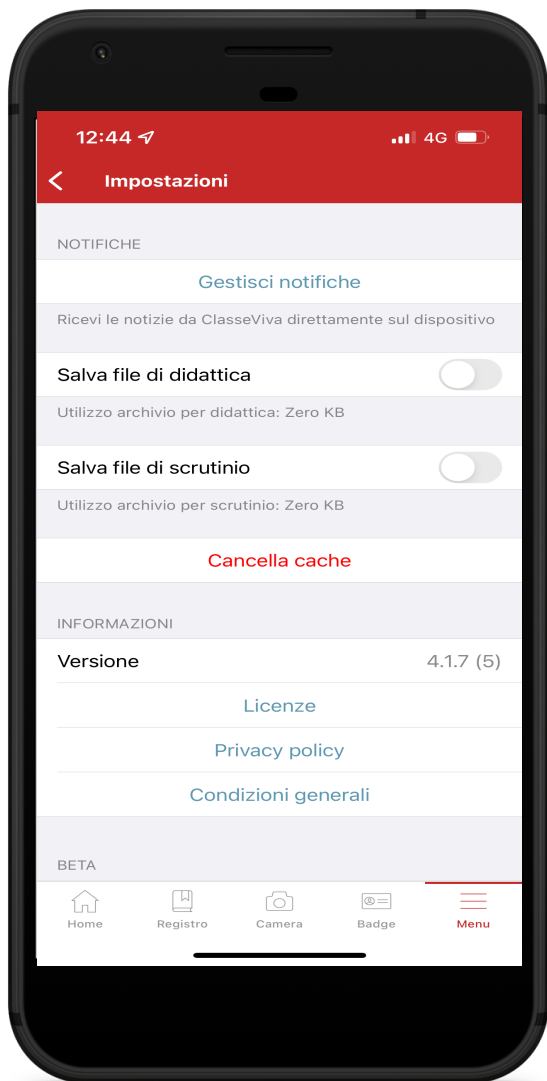 12:44
4G
Impostazioni
NOTIFICHE
Gestisci notifiche
Ricevi le notizie da ClasseViva direttamente sul dispositivo
Salva file di didattica
Utilizzo archivio per didattica: Zero KB
Salva file di scrutinio
Utilizzo archivio per scrutinio: Zero KB
Cancella cache
INFORMAZIONI
Versione 4.1.7 (5)
Licenze
Privacy policy
Condizioni generali
BETA
Home Registro Camera Badge Menu